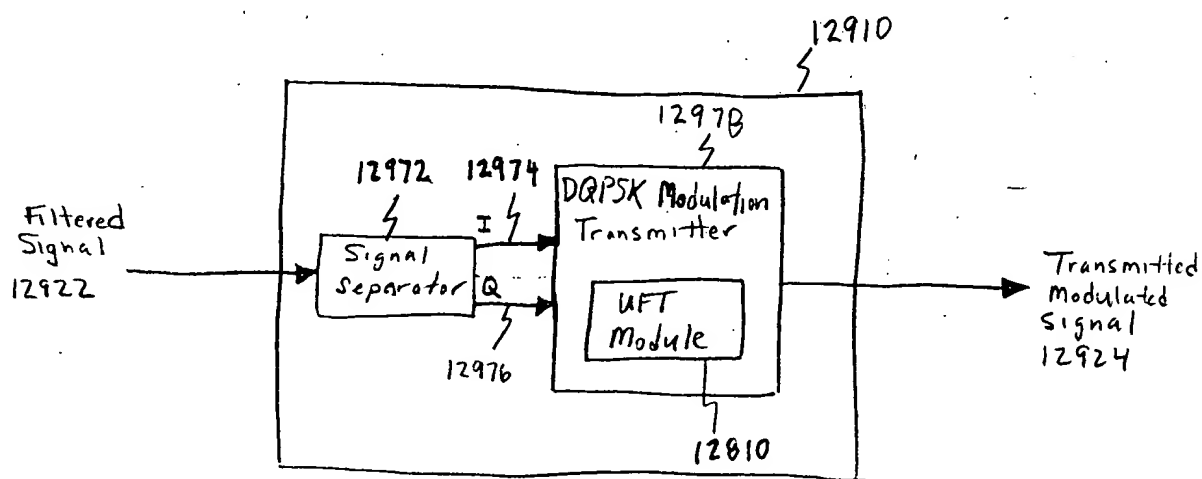 12910
12978
12972
12974
DQPSK Modulation
Transmitter
I
Filtered
Signal
12922
Signal
Separator
Q
UFT
Module
12976
12810
Transmitted
Modulated
Signal
12924